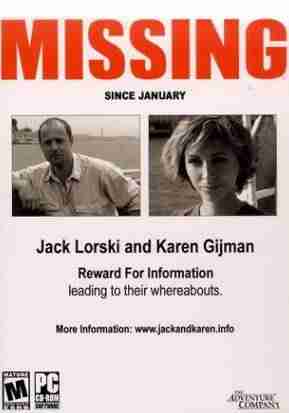 MISSING
SINCE JANUARY
Jack Lorski and Karen Gijman
Reward For Information
leading to their whereabouts.
More Information: www.jackandkaren.info
MATURE
M
PC
CD-ROM
SOFTWARE
THE
ADVENTURE
COMPANY